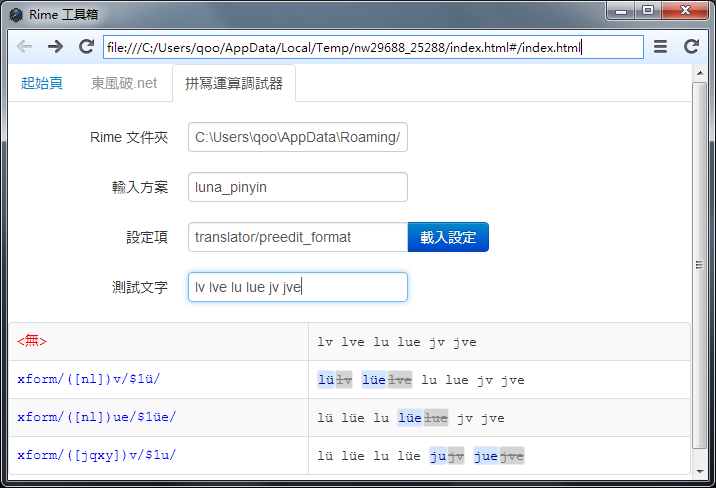 Rime 工具箱
file:///C:/Users/qoo/AppData/Local/Temp/nw29688_25288/index.html#/index.html
起始頁 東風破.net 拼寫運算調試器
Rime 文件夾 C:\Users\qoo\AppData\Roaming/
輸入方案 luna_pinyin
設定項 translator/preedit_format 載入設定
測試文字 lv lve lu lue jv jve
<無> lv lve lu lue jv jve
xform/([nl])v/$1ü/ lülv lüelve lu lue jv jve
xform/([nl])ue/$1üe/ lü lüe lu lüelue jv jve
xform/([jqxy])v/$1u/ lü lüe lu lüe jujv juejve